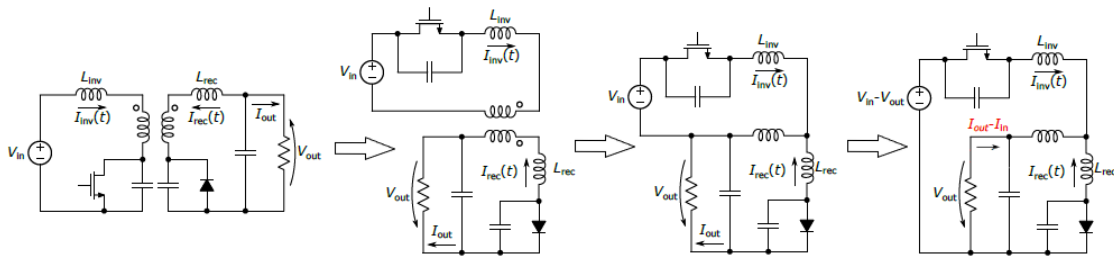 L_inv
L_rec
I_inv(t)
I_rec(t)
I_out
V_in
V_out
L_inv
I_inv(t)
V_in
I_rec(t)
L_rec
V_out
I_out
L_inv
I_inv(t)
V_in
I_rec(t)
L_rec
V_out
I_out
L_inv
I_inv(t)
V_in-V_out
I_out-I_in
I_rec(t)
L_rec
V_out